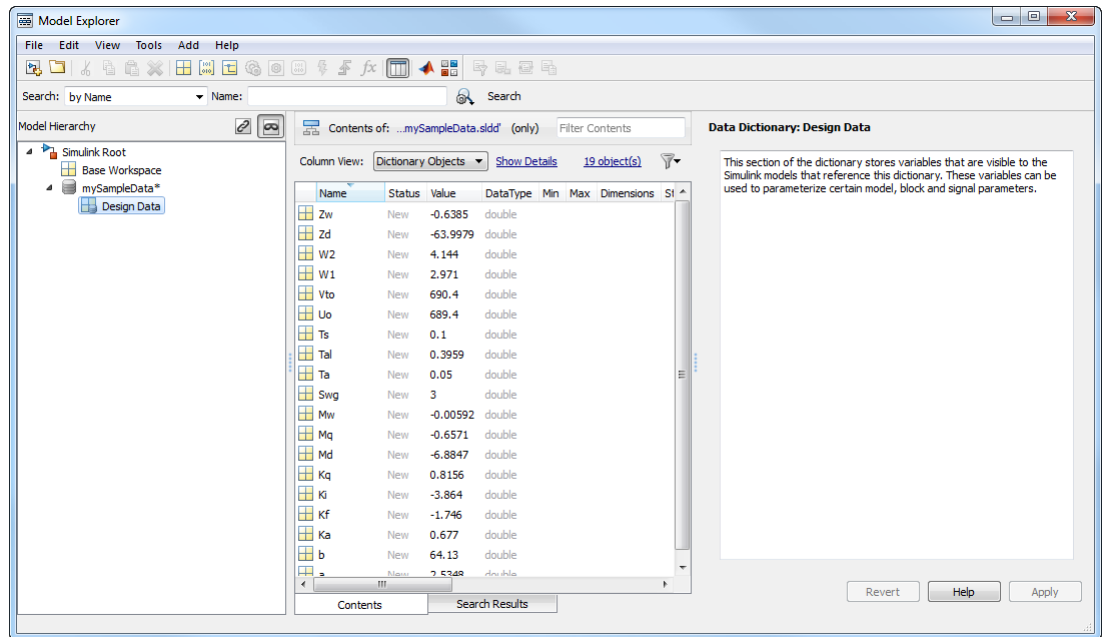 Model Explorer
File Edit View Tools Add Help
Search: by Name Name: Search
Model Hierarchy
Simulink Root
Base Workspace
mySampleData*
Design Data
Contents of: ...mySampleData.sldd' (only) Filter Contents
Column View: Dictionary Objects Show Details 19 object(s)
Name Status Value DataType Min Max Dimensions St
Zw New -0.6385 double
Zd New -63.9979 double
W2 New 4.144 double
W1 New 2.971 double
Vto New 690.4 double
Uo New 689.4 double
Ts New 0.1 double
Tal New 0.3959 double
Ta New 0.05 double
Swg New 3 double
Mw New -0.00592 double
Mq New -0.6571 double
Md New -6.8847 double
Kq New 0.8156 double
Ki New -3.864 double
Kf New -1.746 double
Ka New 0.677 double
b New 64.13 double
a New 2.5348 double
Contents Search Results
Data Dictionary: Design Data
This section of the dictionary stores variables that are visible to the
Simulink models that reference this dictionary. These variables can be
used to parameterize certain model, block and signal parameters.
Revert Help Apply